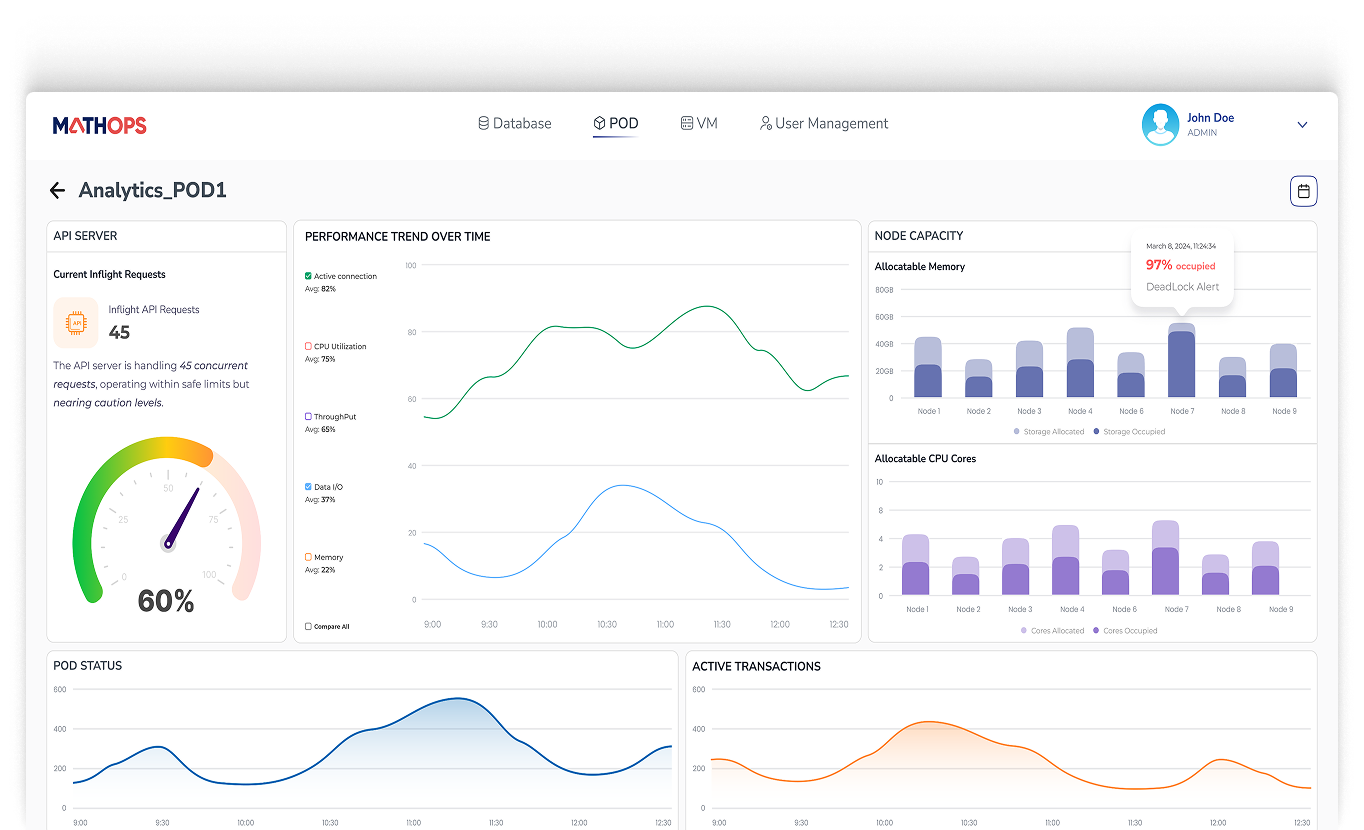 MATHOPS
Database
POD
VM
User Management
John Doe
ADMIN
Analytics_POD1
API SERVER
Current Inflight Requests
API
Inflight API Requests
45
The API server is handling 45 concurrent
requests, operating within safe limits but
nearing caution levels.
0
25
50
75
100
60%
PERFORMANCE TREND OVER TIME
Active connection
Avg: 82%
CPU Utilization
Avg: 75%
ThroughPut
Avg: 65%
Data I/O
Avg: 37%
Memory
Avg: 22%
Compare All
100
80
60
40
20
0
9:00 9:30 10:00 10:30 11:00 11:30 12:00 12:30
NODE CAPACITY
Allocatable Memory
March 8, 2024, 11:24:34
97% occupied
DeadLock Alert
80GB
60GB
40GB
20GB
0
Node 1 Node 2 Node 3 Node 4 Node 6 Node 7 Node 8 Node 9
Storage Allocated Storage Occupied
Allocatable CPU Cores
10
8
4
2
0
Node 1 Node 2 Node 3 Node 4 Node 6 Node 7 Node 8 Node 9
Cores Allocated Cores Occupied
POD STATUS
600
400
200
0
9:00 9:30 10:00 10:30 11:00 11:30 12:00 12:30
ACTIVE TRANSACTIONS
600
400
200
0
9:00 9:30 10:00 10:30 11:00 11:30 12:00 12:30